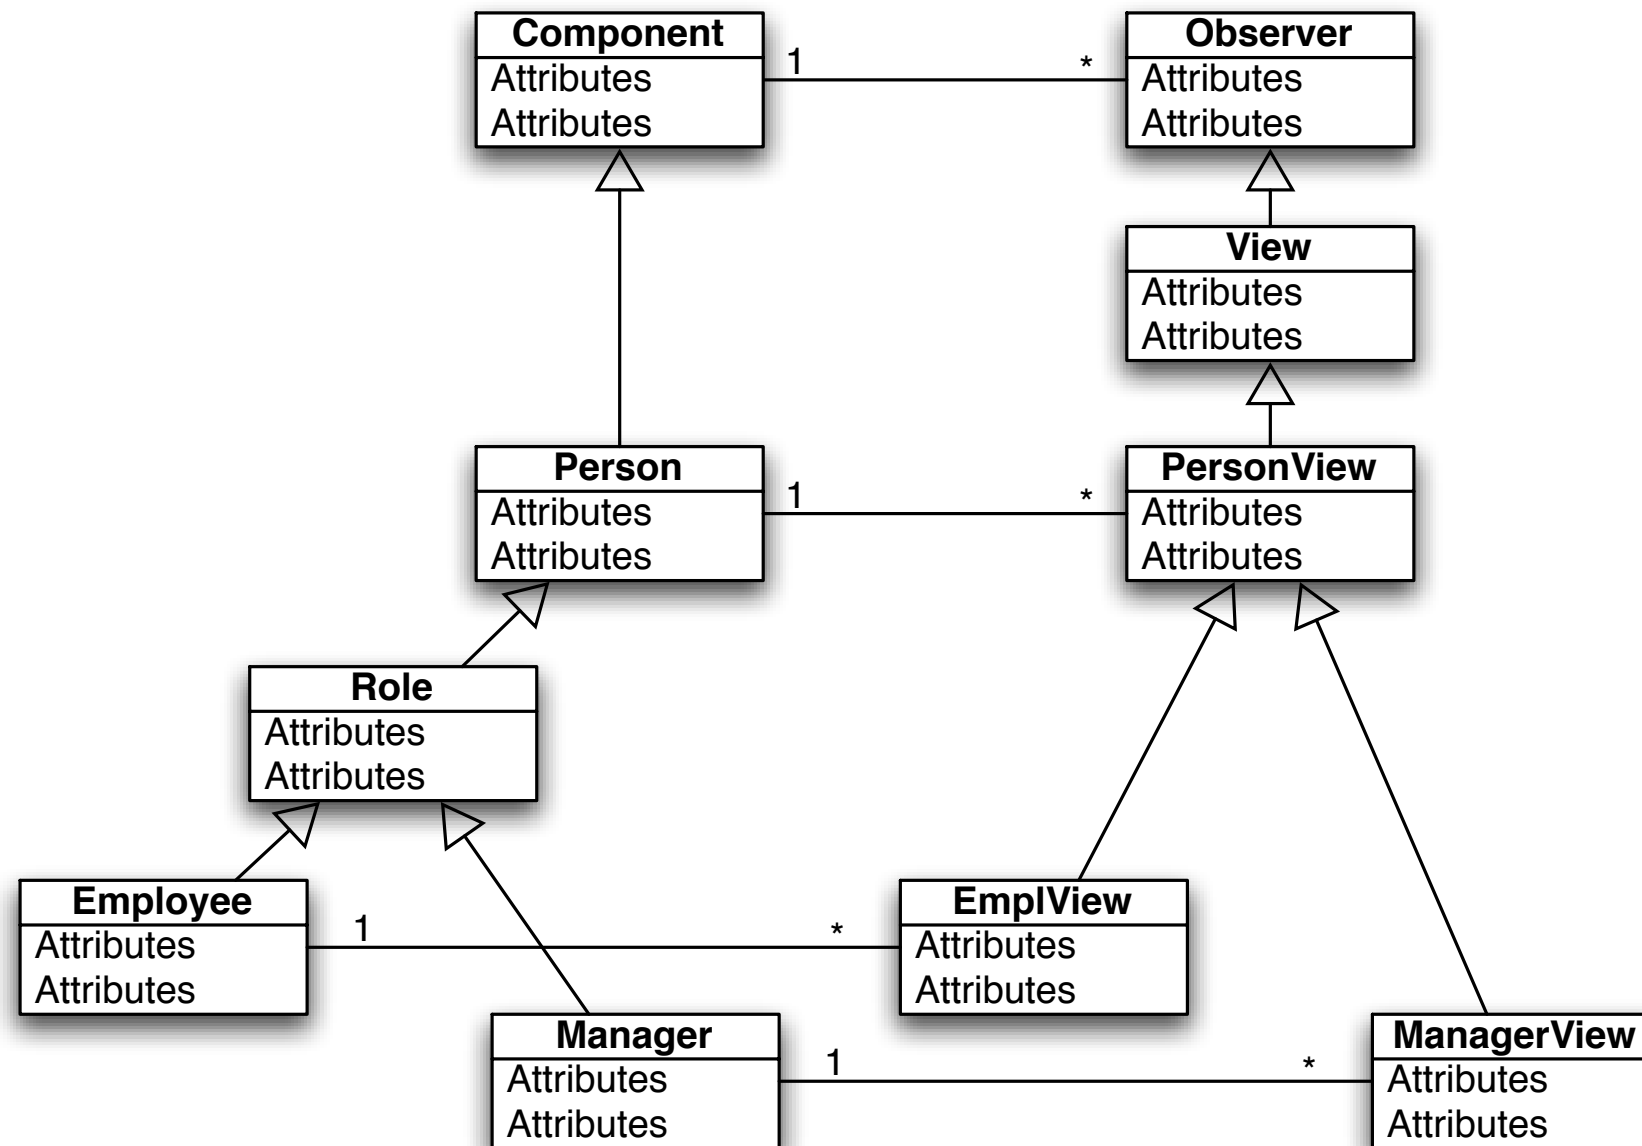 Component
Attributes
Attributes
1
*
Observer
Attributes
Attributes
View
Attributes
Attributes
Person
Attributes
Attributes
1
*
PersonView
Attributes
Attributes
Role
Attributes
Attributes
Employee
Attributes
Attributes
1
*
EmplView
Attributes
Attributes
Manager
Attributes
Attributes
1
*
ManagerView
Attributes
Attributes